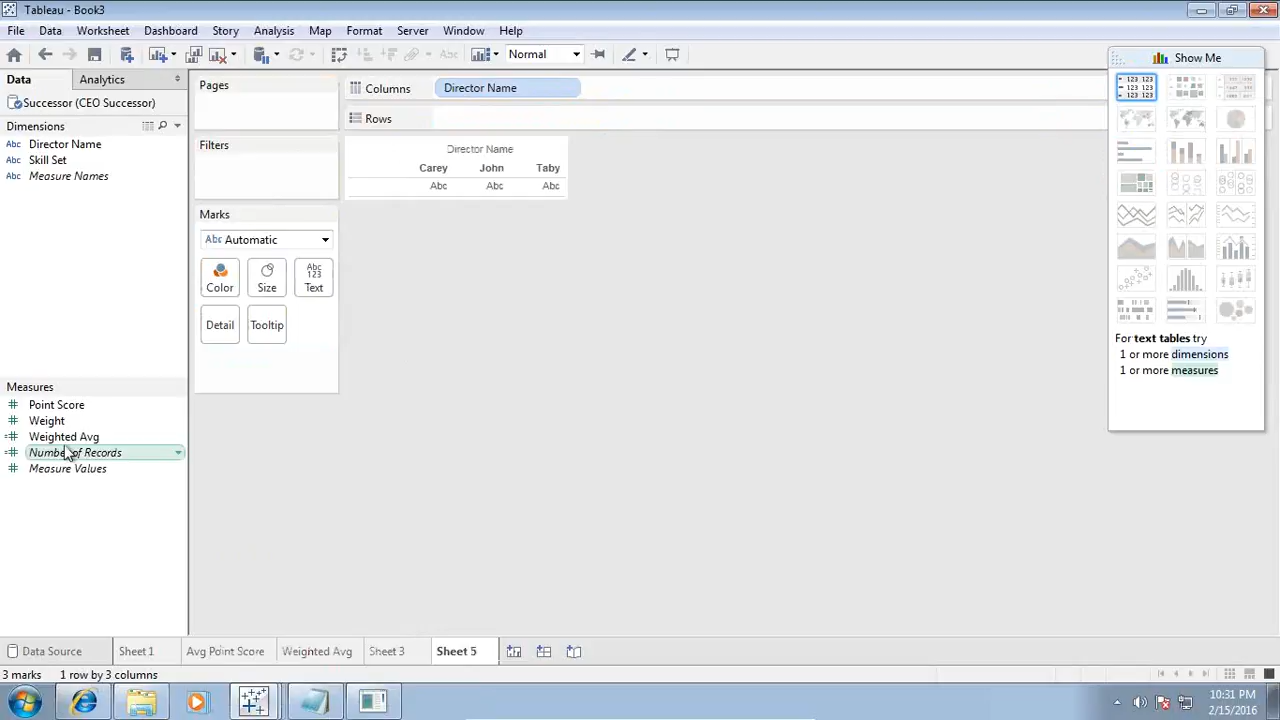 Tableau - Book3
File Data Worksheet Dashboard Story Analysis Map Format Server Window Help
Normal
Show Me
Data Analytics
Successor (CEO Successor)
Dimensions
Abc Director Name
Abc Skill Set
Abc Measure Names
Measures
Point Score
Weight
Weighted Avg
Number of Records
Measure Values
Pages
Filters
Marks
Abc Automatic
Color Size Abc 123 Text
Detail Tooltip
Columns Director Name
Rows
Director Name
Carey John Taby
Abc Abc Abc
For text tables try
1 or more dimensions
1 or more measures
Data Source Sheet 1 Avg Point Score Weighted Avg Sheet 3 Sheet 5
3 marks 1 row by 3 columns
10:31 PM
2/15/2016